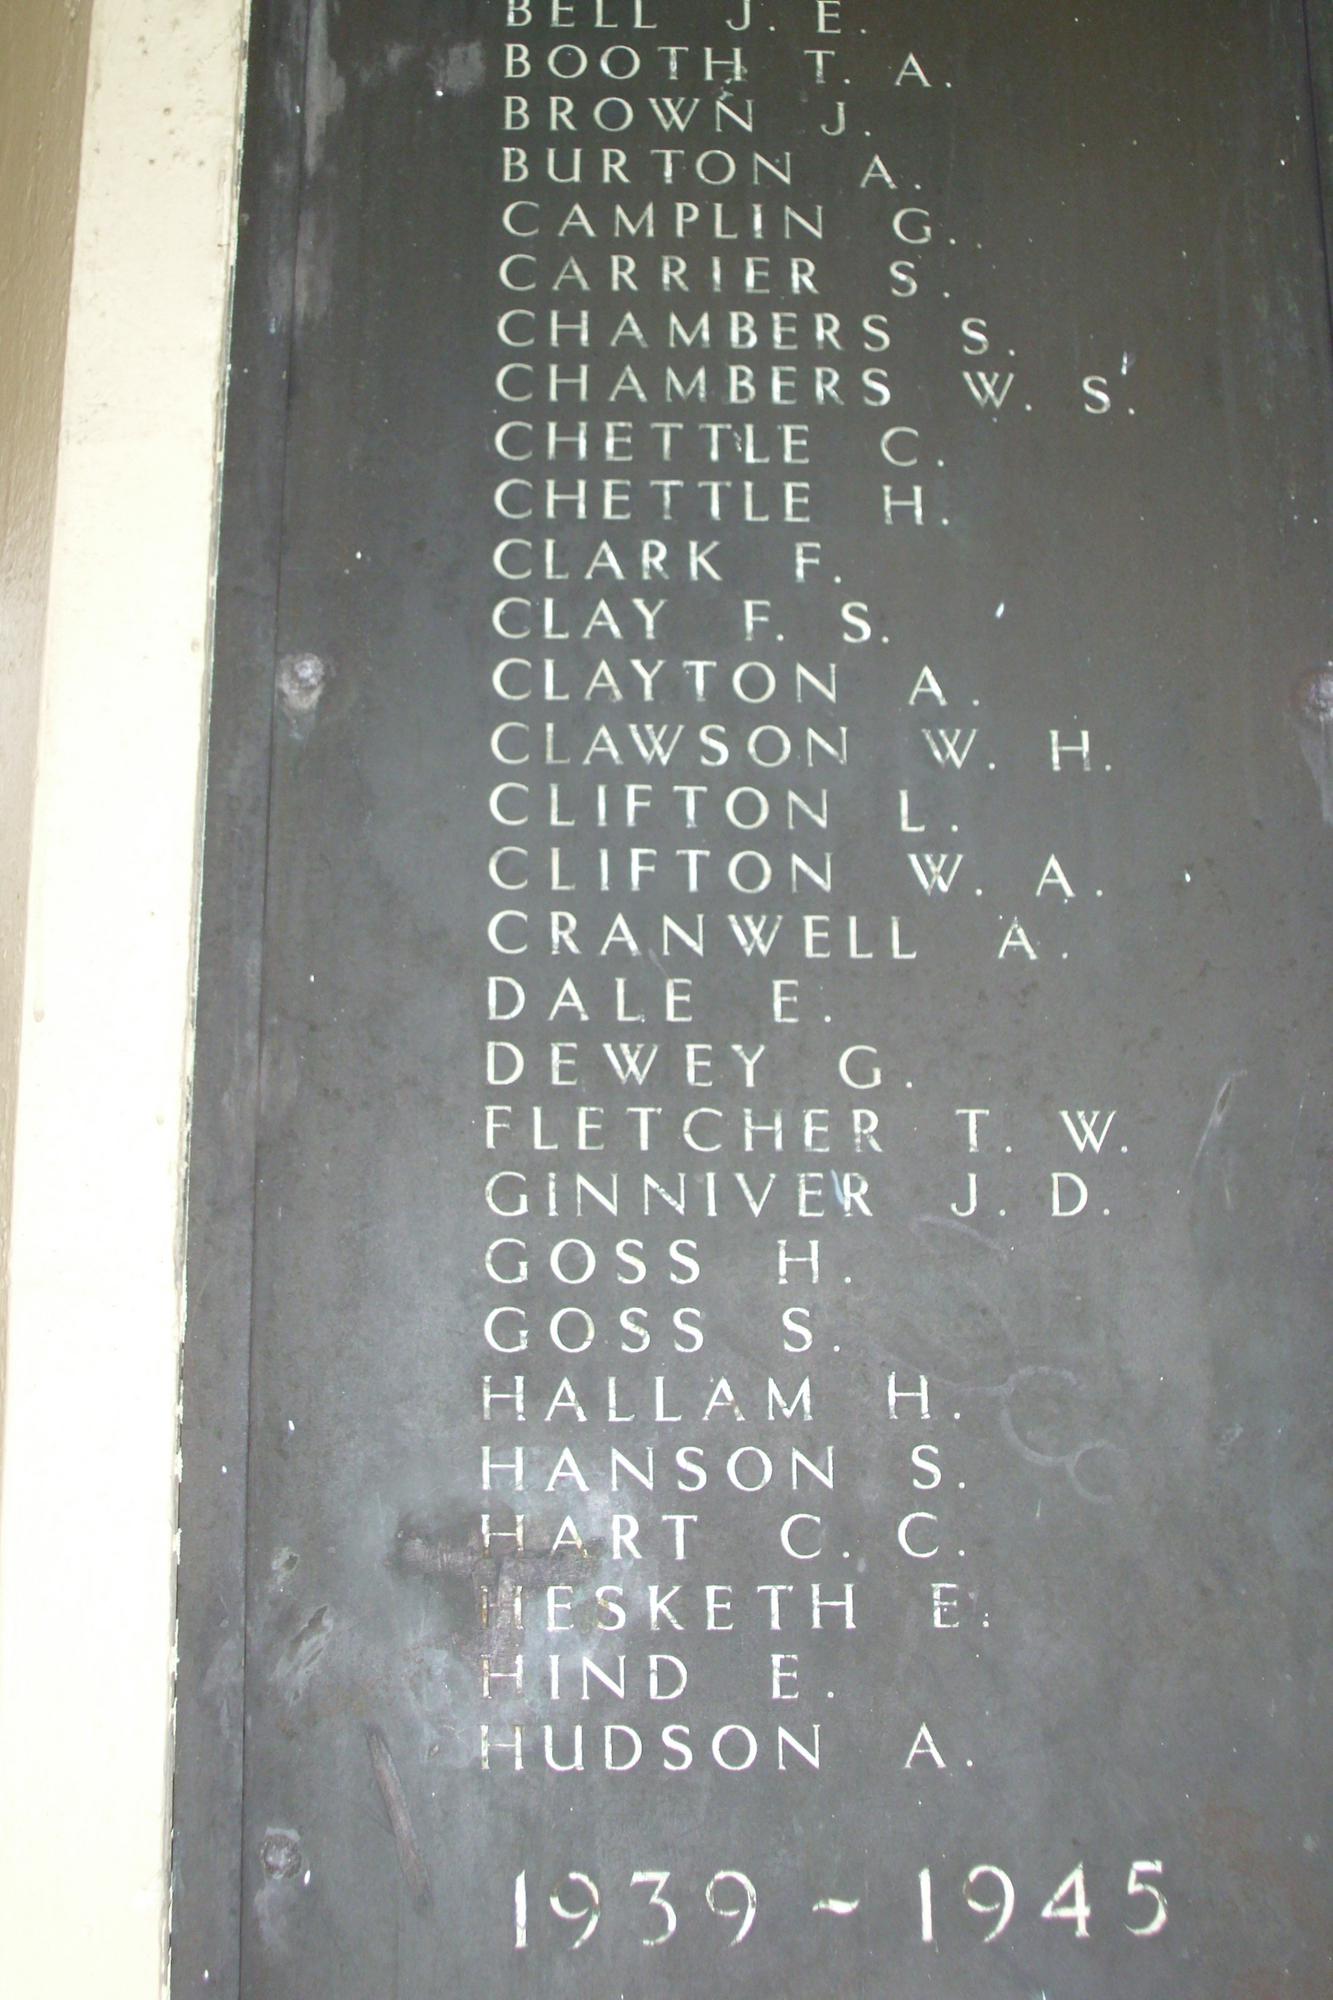 BELL J. E.
BOOTH T. A.
BROWN J.
BURTON A.
CAMPLIN G.
CARRIER S.
CHAMBERS S.
CHAMBERS W. S.
CHETTLE C.
CHETTLE H.
CLARK F.
CLAY F. S.
CLAYTON A.
CLAWSON W. H.
CLIFTON L.
CLIFTON W. A.
CRANWELL A.
DALE E.
DEWEY G.
FLETCHER T. W.
GINNIVER J. D.
GOSS H.
GOSS S.
HALLAM H.
HANSON S.
HART C. C.
HESKETH E.
HIND E.
HUDSON A.
1939 ~ 1945